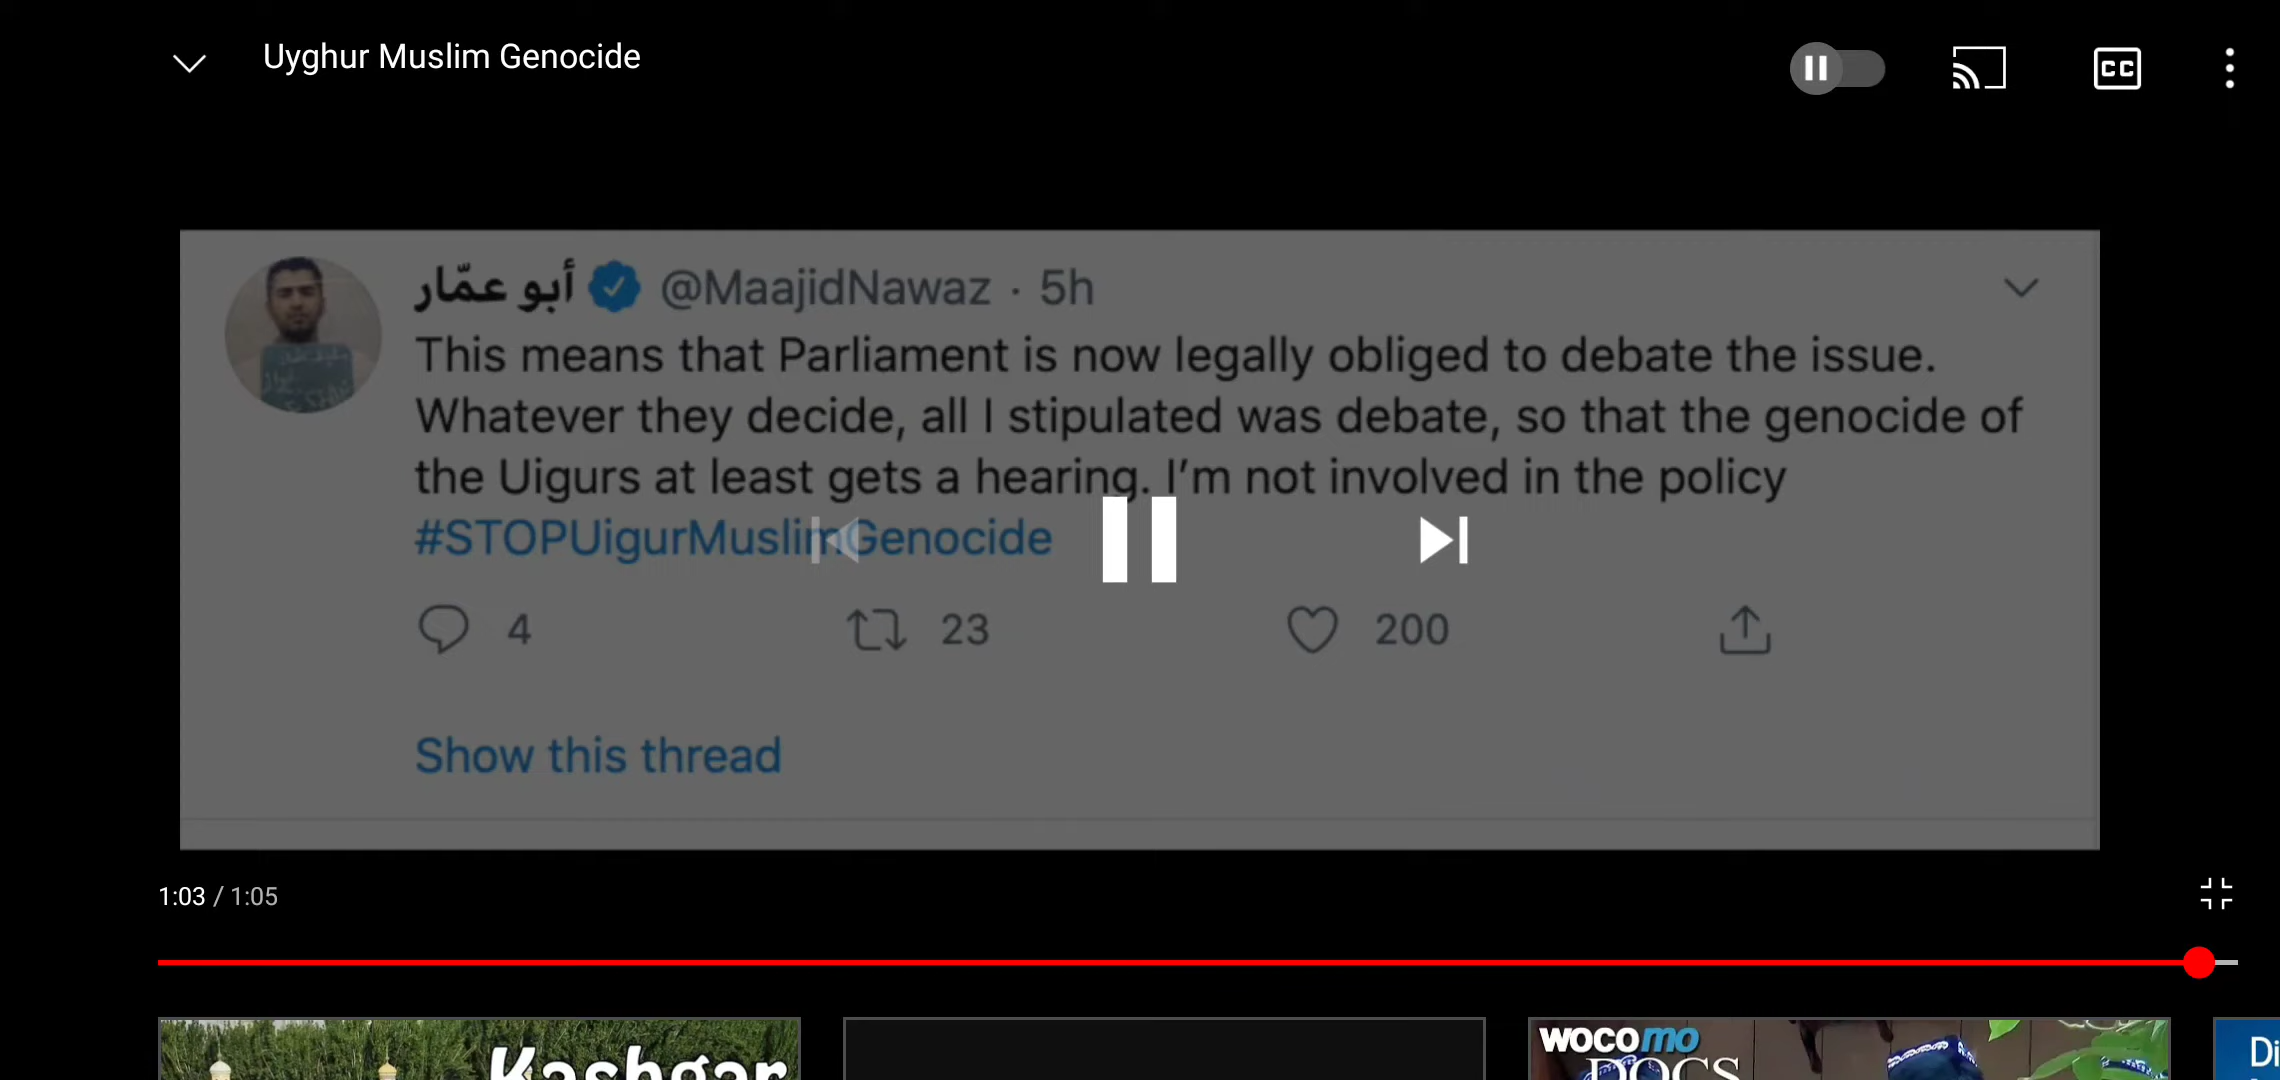 Uyghur Muslim Genocide
CC
أبو عمّار @MaajidNawaz · 5h
This means that Parliament is now legally obliged to debate the issue.
Whatever they decide, all I stipulated was debate, so that the genocide of
the Uigurs at least gets a hearing. I’m not involved in the policy
#STOPUigurMuslimGenocide
4 23 200
Show this thread
1:03 / 1:05
Kashgar
wocomo
DOCS